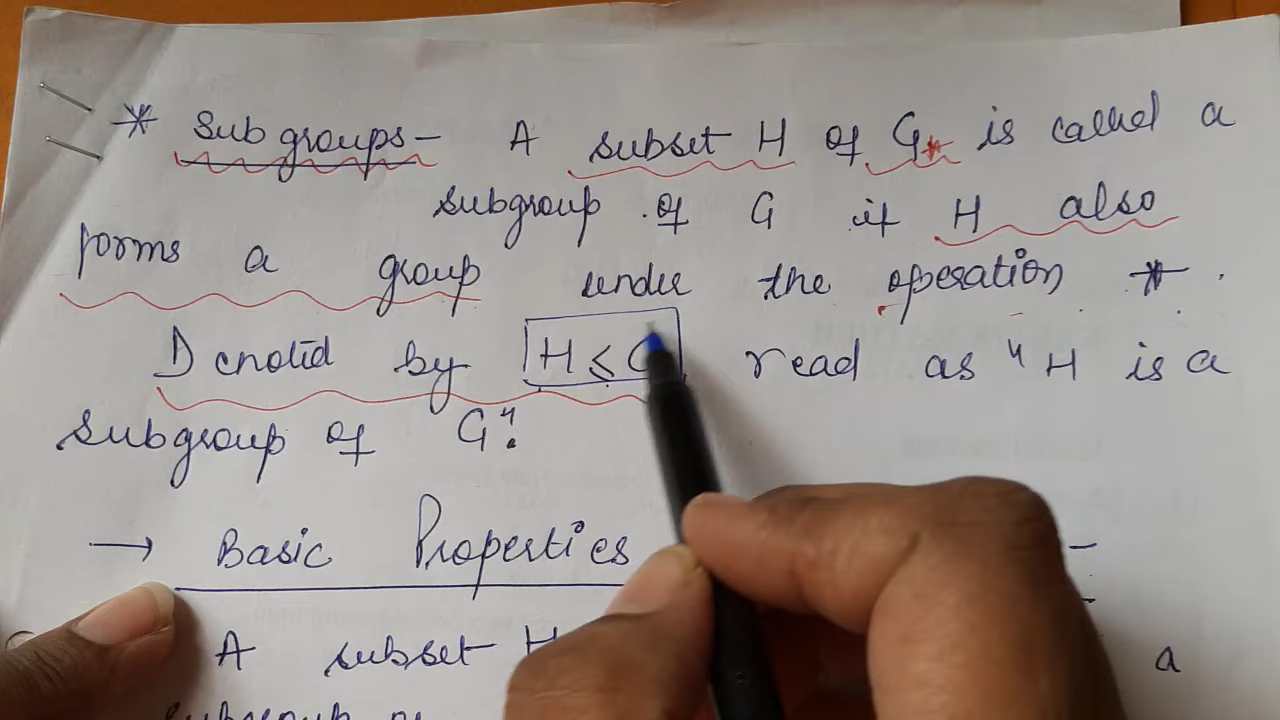 * Subgroups- A subset H of G* is called a
subgroup of G if H also
forms a group under the operation * .
Denoted by H ≤ G read as " H is a
subgroup of G".
→ Basic Properties -
A subset H a
subgroup